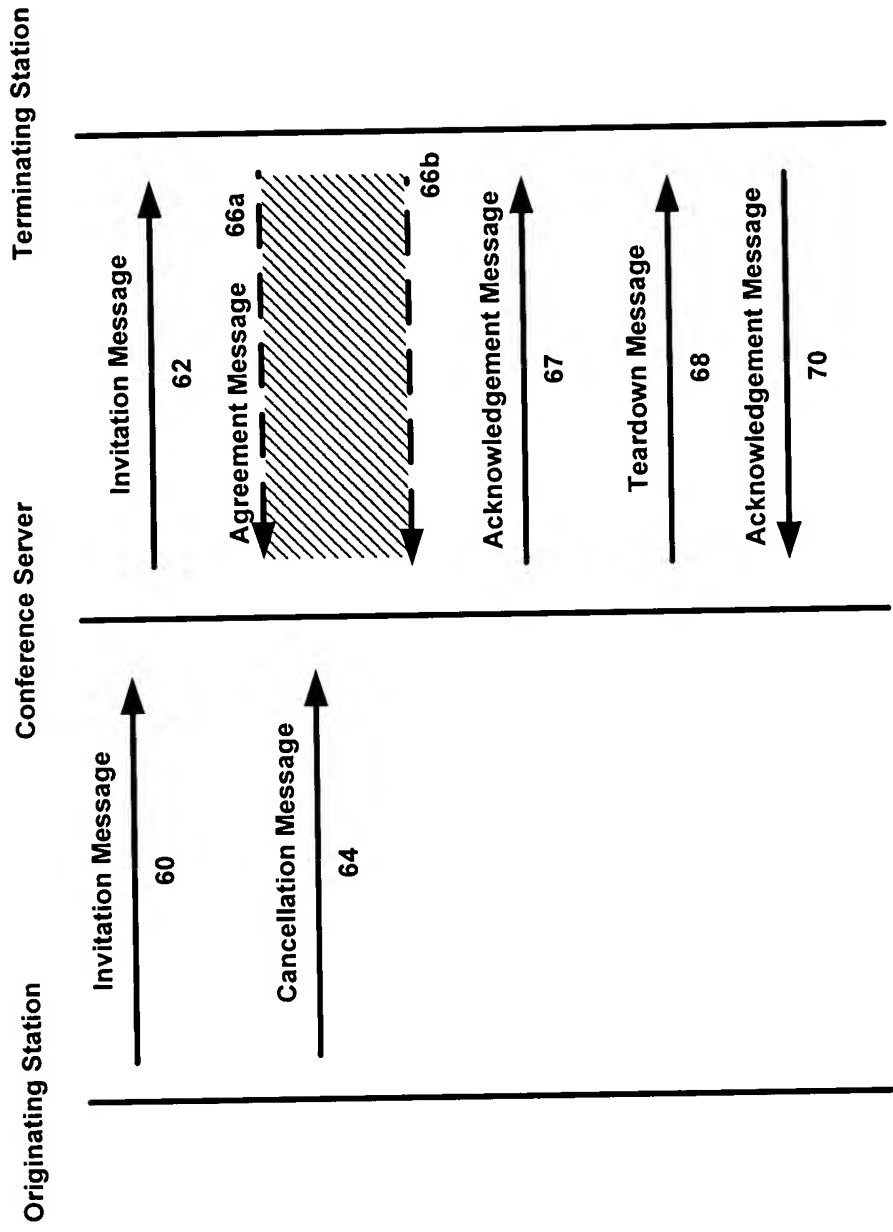 Originating Station
Conference Server
Terminating Station
Invitation Message
60
Invitation Message
62
Agreement Message
66a
Cancellation Message
64
66b
Acknowledgement Message
67
Teardown Message
68
Acknowledgement Message
70